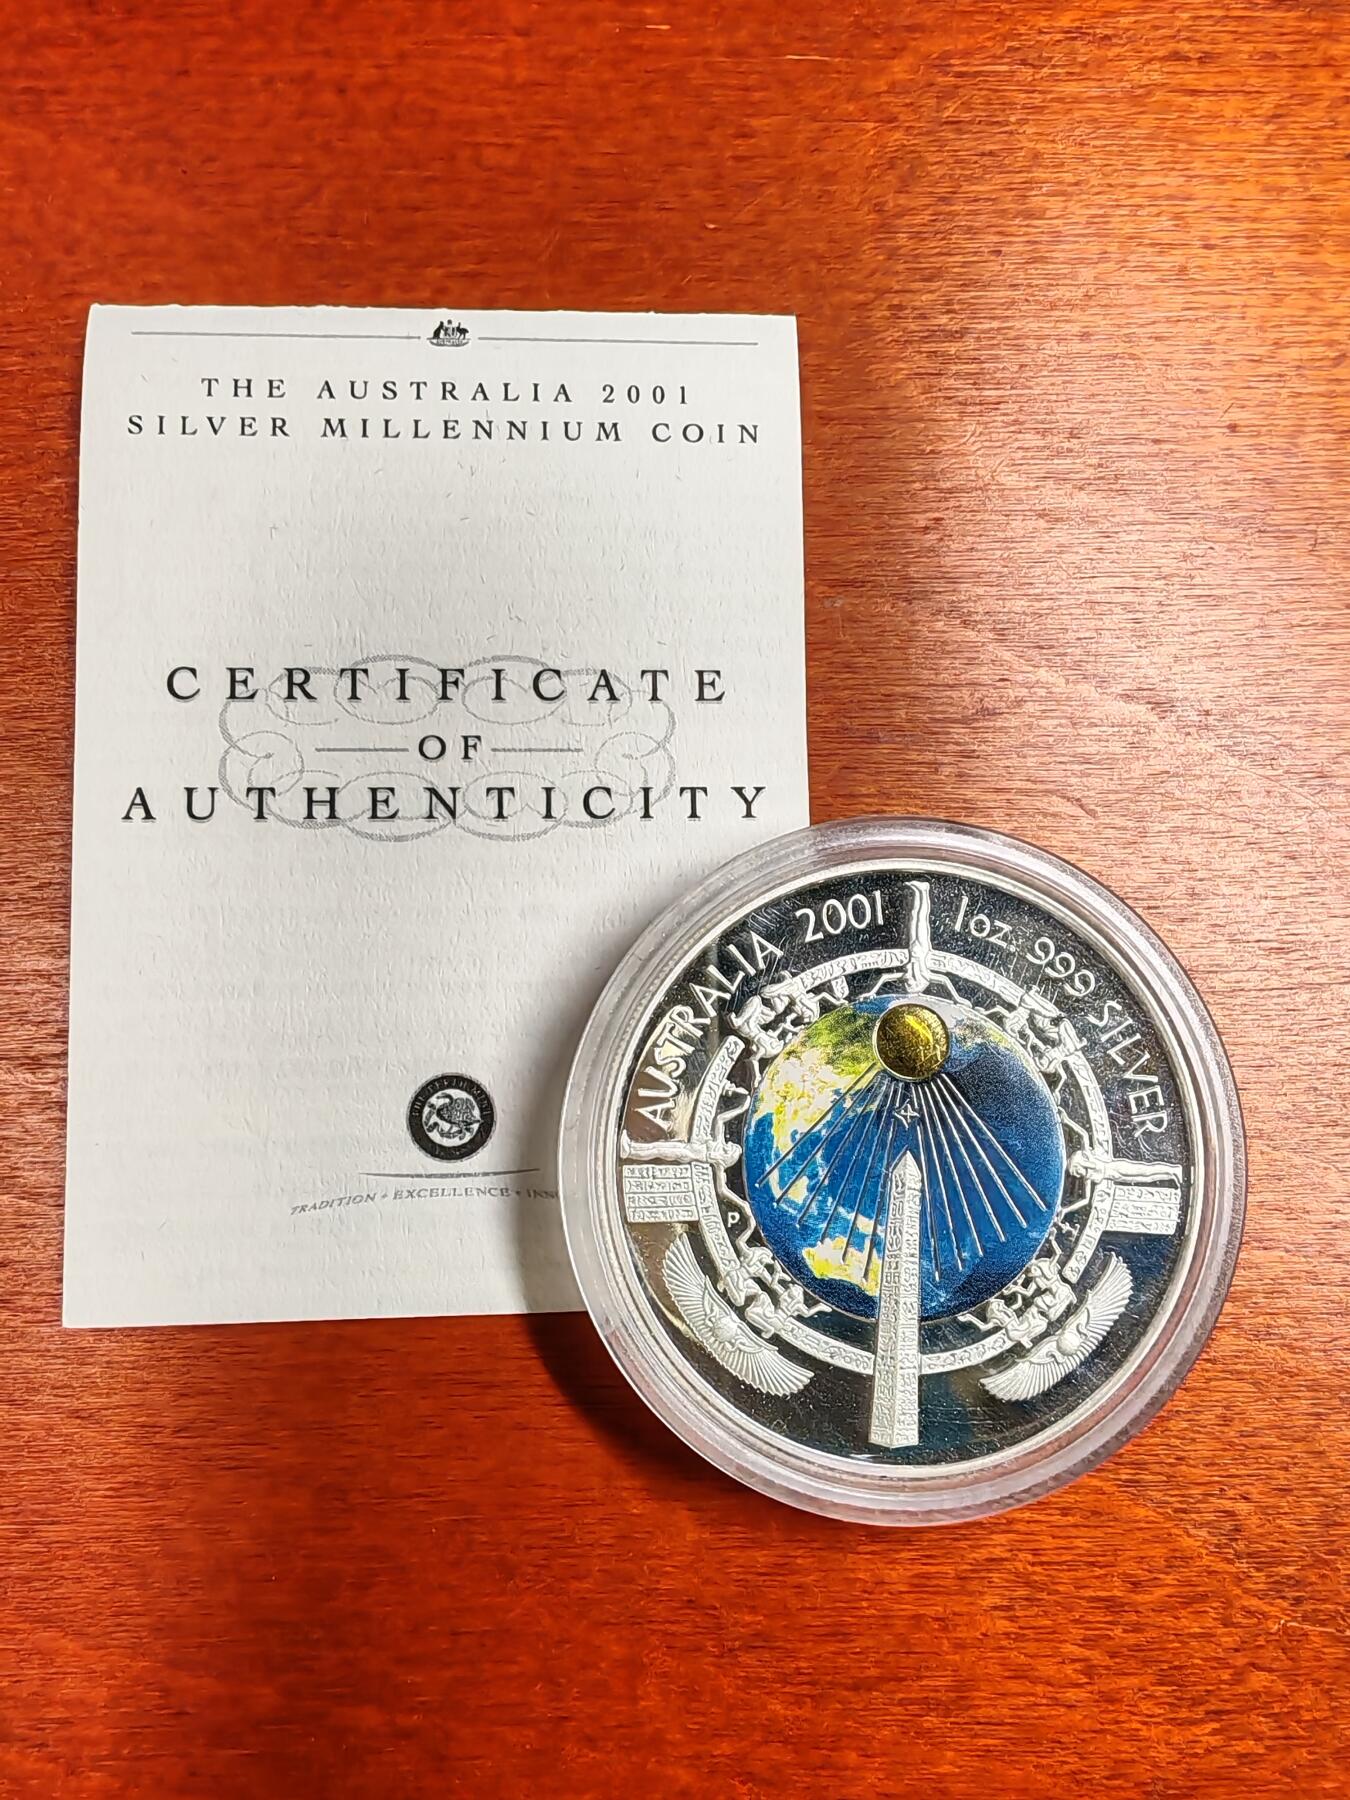 THE AUSTRALIA 2001
SILVER MILLENNIUM COIN
CERTIFICATE
OF
AUTHENTICITY
TRADITION • EXCELLENCE •
AUSTRALIA 2001 1oz. 999 SILVER
P